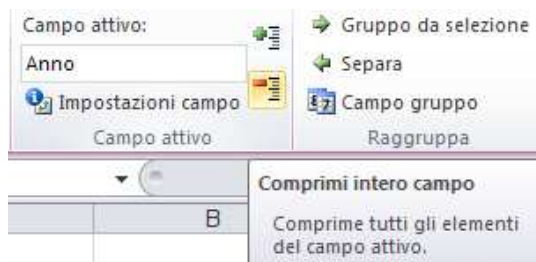 Campo attivo:
Anno
Impostazioni campo
Campo attivo
Gruppo da selezione
Separa
Campo gruppo
Raggruppa
B
Comprimi intero campo
Comprime tutti gli elementi
del campo attivo.